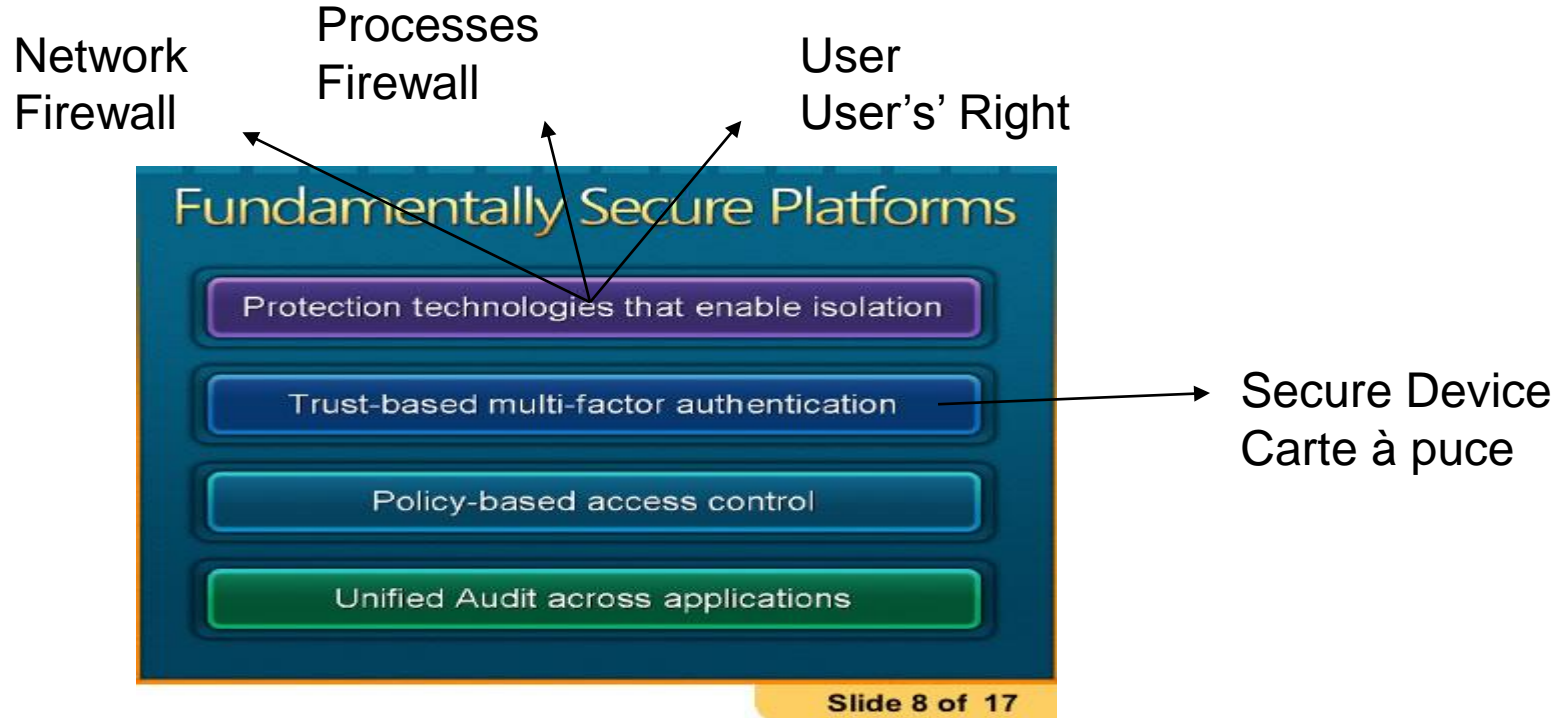 Network
Firewall
Processes
Firewall
User
User's' Right
Fundamentally Secure Platforms
Protection technologies that enable isolation
Trust-based multi-factor authentication
Policy-based access control
Unified Audit across applications
Secure Device
Carte à puce
Slide 8 of 17